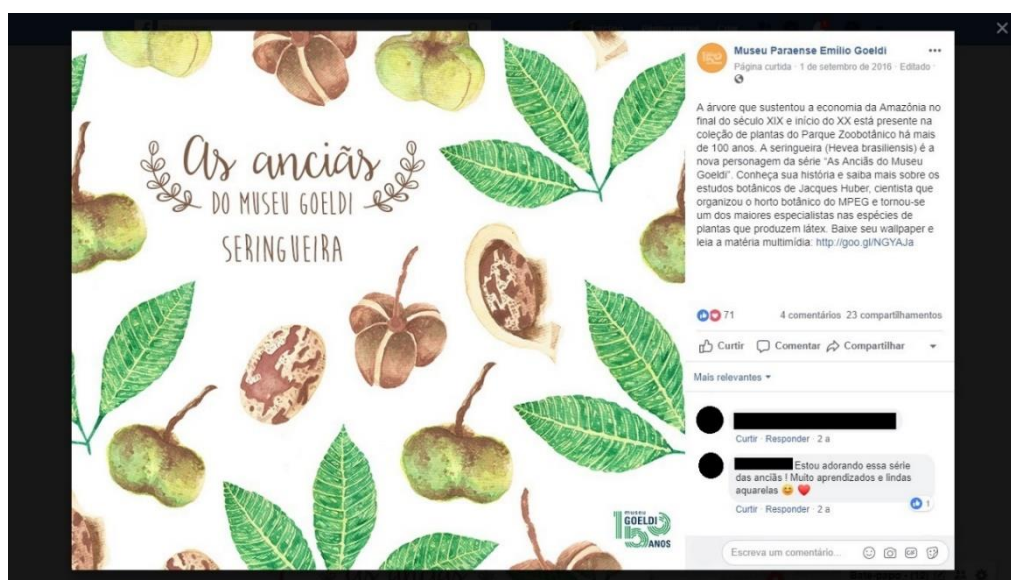 As anciãs
DO MUSEU GOELDI
SERINGUEIRA
museu
GOELDI
150
ANOS
150
Museu Paraense Emílio Goeldi
Página curtida · 1 de setembro de 2016 · Editado ·
A árvore que sustentou a economia da Amazônia no
final do século XIX e início do XX está presente na
coleção de plantas do Parque Zoobotânico há mais
de 100 anos. A seringueira (Hevea brasiliensis) é a
nova personagem da série "As Anciãs do Museu
Goeldi". Conheça sua história e saiba mais sobre os
estudos botânicos de Jacques Huber, cientista que
organizou o horto botânico do MPEG e tornou-se
um dos maiores especialistas nas espécies de
plantas que produzem látex. Baixe seu wallpaper e
leia a matéria multimídia: http://goo.gl/NGYAJa
71
4 comentários 23 compartilhamentos
Curtir Comentar Compartilhar
Mais relevantes
Curtir · Responder · 2 a
Estou adorando essa série
das anciãs ! Muito aprendizados e lindas
aquarelas 😊 ❤️
1
Curtir · Responder · 2 a
Escreva um comentário...
GIF